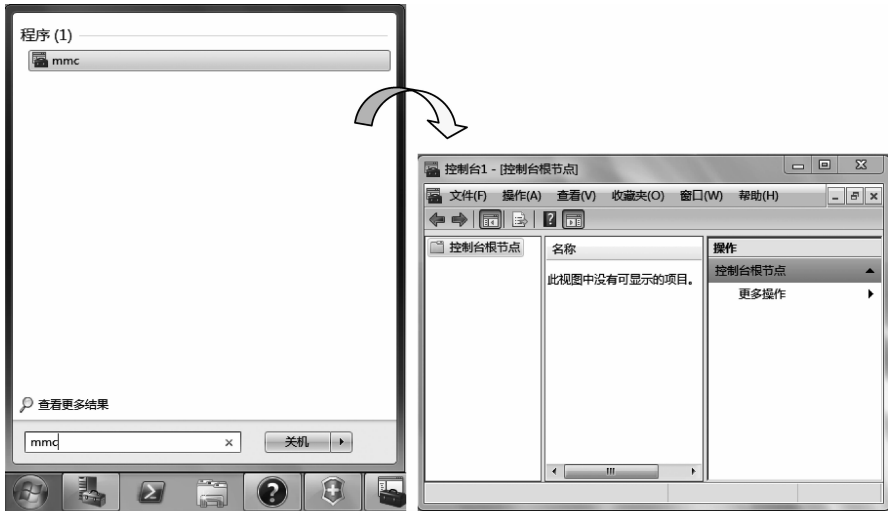 程序 (1)
mmc
查看更多结果
mmc
关机
控制台1 - [控制台根节点]
文件(F) 操作(A) 查看(V) 收藏夹(O) 窗口(W) 帮助(H)
控制台根节点
名称
此视图中没有可显示的项目。
操作
控制台根节点
更多操作